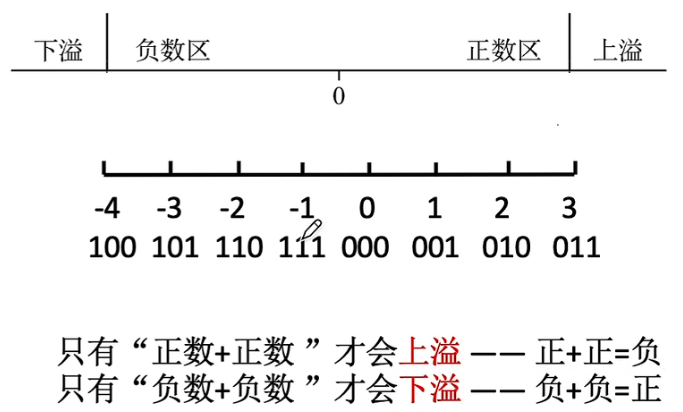 下溢 负数区 正数区 上溢
0
-4 -3 -2 -1 0 1 2 3
100 101 110 111 000 001 010 011
只有“正数+正数 ”才会上溢 —— 正+正=负
只有“负数+负数 ”才会下溢 —— 负+负=正